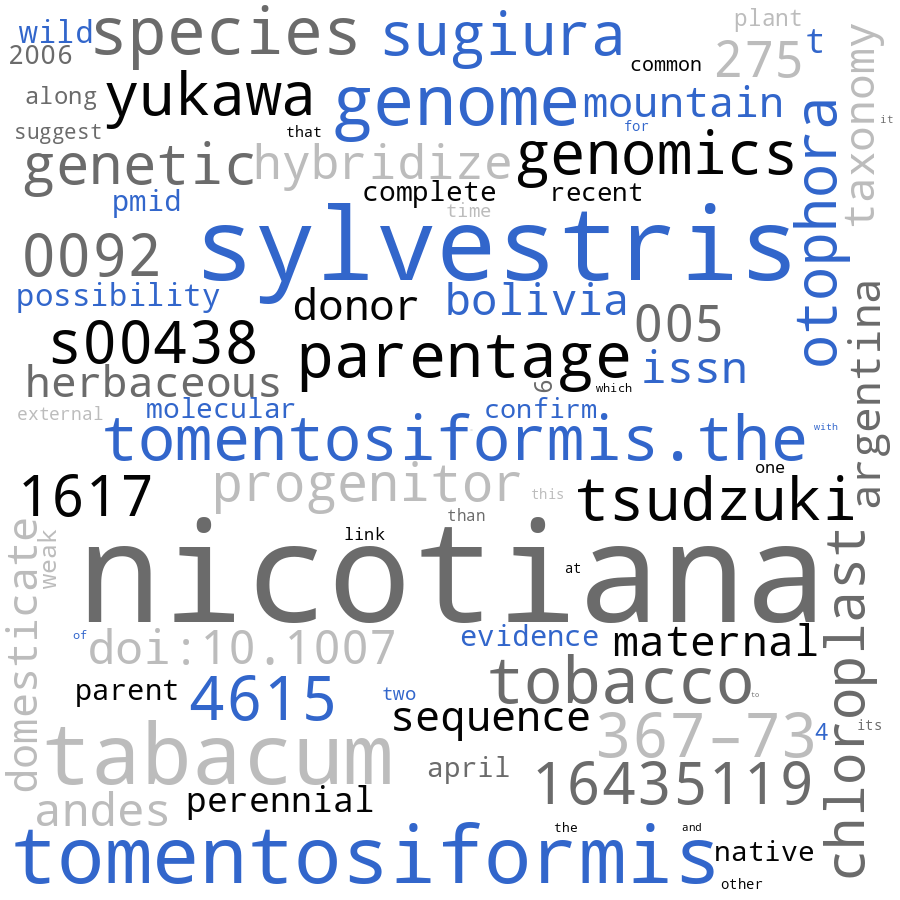 wild
species
sugiura
plant
t
2006
common
275
taxonomy
along
yukawa
genome
mountain
suggest
that
for
it
genetic
hybridize
genomics
otophora
complete
recent
pmid
time
0092
sylvestris
possibility
donor
bolivia
s00438
parentage
005
issn
argentina
herbaceous
6
which
external
molecular
confirm
tomentosiformis.the
with
1617
progenitor
one
this
tsudzuki
than
domesticate
weak
link
nicotiana
at
chloroplast
of
doi:10.1007
evidence
maternal
parent
4615
two
tobacco
to
sequence
367–73
4
its
tabacum
april
16435119
andes
perennial
tomentosiformis
the
and
native
other